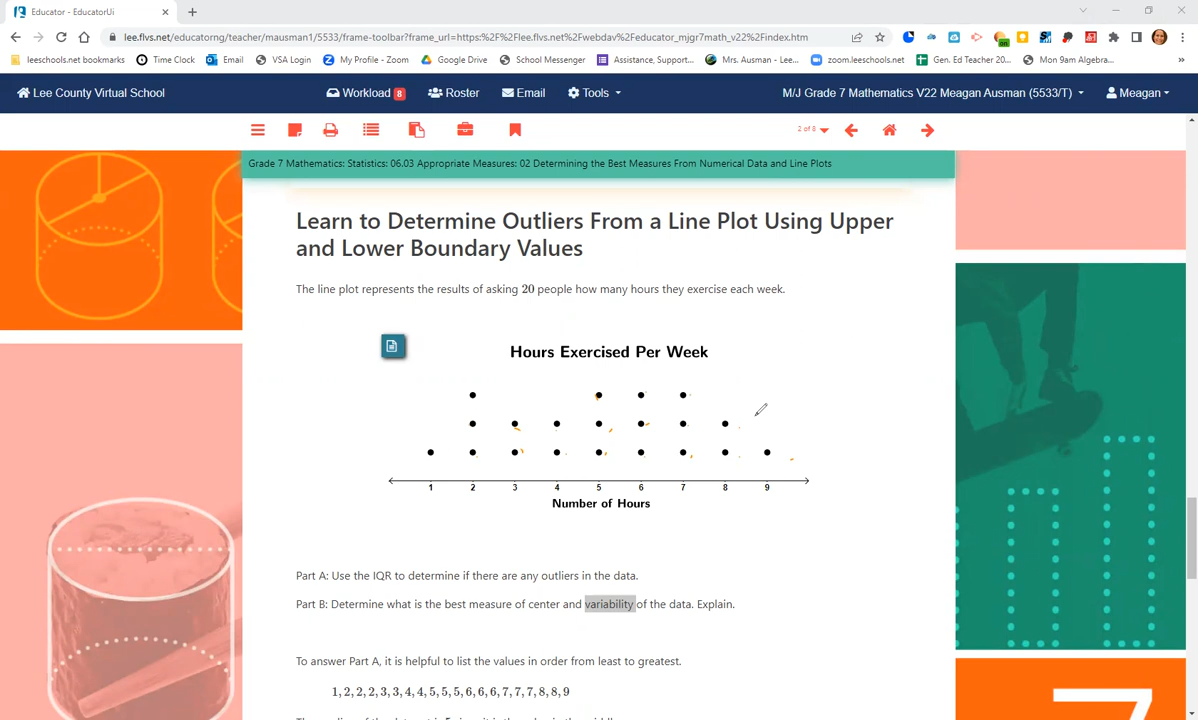 Educator - EducatorUi
lee.flvs.net/educatorng/teacher/mausman1/5533/frame-toolbar?frame_url=https:%2F%2Flee.flvs.net%2Fwebdav%2Feducator_mjgr7math_v22%2Findex.htm
leeschools.net bookmarks Time Clock Email VSA Login My Profile - Zoom Google Drive School Messenger Assistance, Support... Mrs. Ausman - Lee... zoom.leeschools.net Gen. Ed Teacher 20... Mon 9am Algebra...
Lee County Virtual School Workload 8 Roster Email Tools M/J Grade 7 Mathematics V22 Meagan Ausman (5533/T) Meagan
2 of 8
Grade 7 Mathematics: Statistics: 06.03 Appropriate Measures: 02 Determining the Best Measures From Numerical Data and Line Plots
Learn to Determine Outliers From a Line Plot Using Upper
and Lower Boundary Values
The line plot represents the results of asking 20 people how many hours they exercise each week.
Hours Exercised Per Week
1 2 3 4 5 6 7 8 9
Number of Hours
Part A: Use the IQR to determine if there are any outliers in the data.
Part B: Determine what is the best measure of center and variability of the data. Explain.
To answer Part A, it is helpful to list the values in order from least to greatest.
1, 2, 2, 2, 3, 3, 4, 4, 5, 5, 5, 6, 6, 6, 7, 7, 7, 8, 8, 9
7